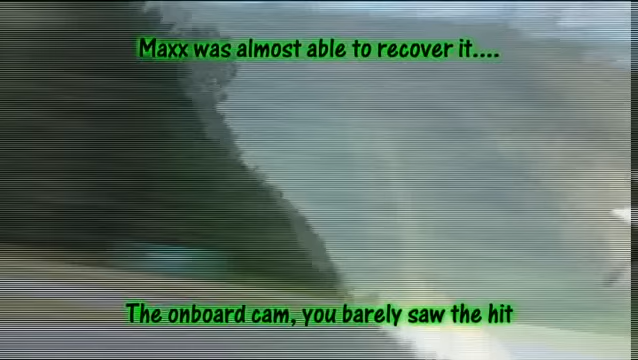 Maxx was almost able to recover it....
The onboard cam, you barely saw the hit